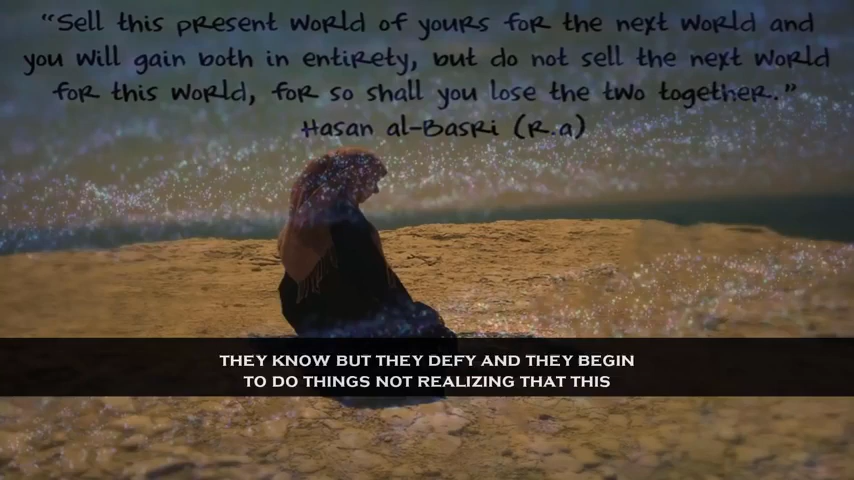 “Sell this present world of yours for the next world and
you will gain both in entirety, but do not sell the next world
for this world, for so shall you lose the two together.”
Hasan al-Basri (r.a)
THEY KNOW BUT THEY DEFY AND THEY BEGIN
TO DO THINGS NOT REALIZING THAT THIS